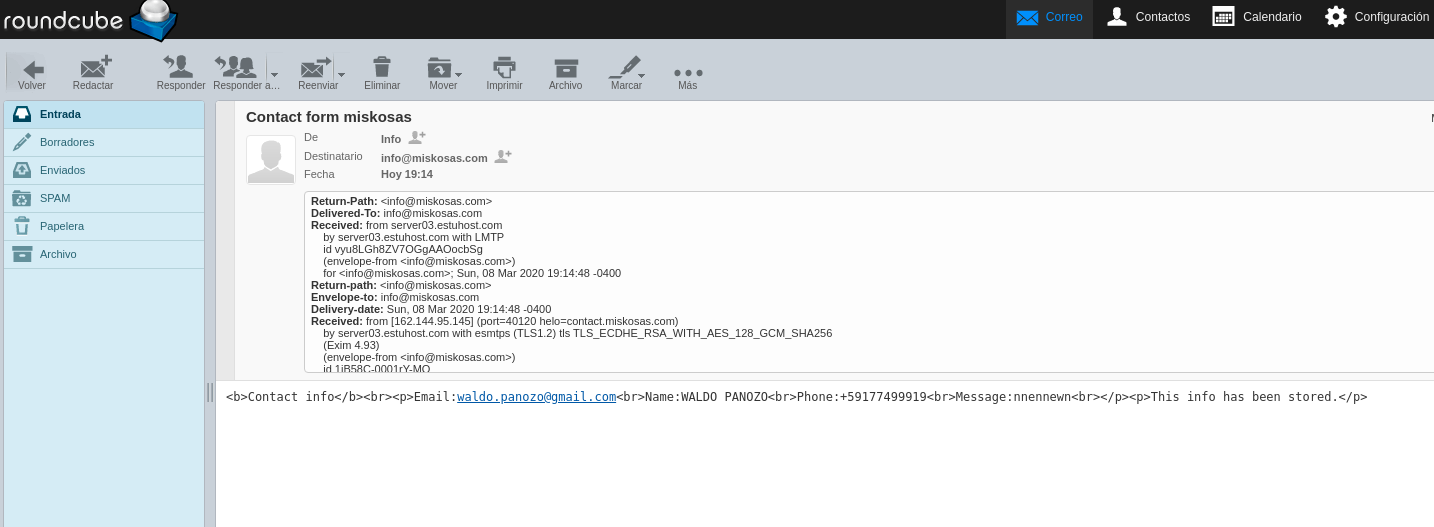 roundcube
Correo Contactos Calendario Configuración
Volver Redactar Responder Responder a… Reenviar Eliminar Mover Imprimir Archivo Marcar Más
Entrada
Borradores
Enviados
SPAM
Papelera
Archivo
Contact form miskosas
De Info
Destinatario info@miskosas.com
Fecha Hoy 19:14
Return-Path: <info@miskosas.com>
Delivered-To: info@miskosas.com
Received: from server03.estuhost.com
by server03.estuhost.com with LMTP
id vyu8LGh8ZV7OGgAAOocbSg
(envelope-from <info@miskosas.com>)
for <info@miskosas.com>; Sun, 08 Mar 2020 19:14:48 -0400
Return-path: <info@miskosas.com>
Envelope-to: info@miskosas.com
Delivery-date: Sun, 08 Mar 2020 19:14:48 -0400
Received: from [162.144.95.145] (port=40120 helo=contact.miskosas.com)
by server03.estuhost.com with esmtps (TLS1.2) tls TLS_ECDHE_RSA_WITH_AES_128_GCM_SHA256
(Exim 4.93)
(envelope-from <info@miskosas.com>)
id 1jB58C-0001rY-MO
<b>Contact info</b><br><p>Email:waldo.panozo@gmail.com<br>Name:WALDO PANOZO<br>Phone:+59177499919<br>Message:nnennewn<br></p><p>This info has been stored.</p>